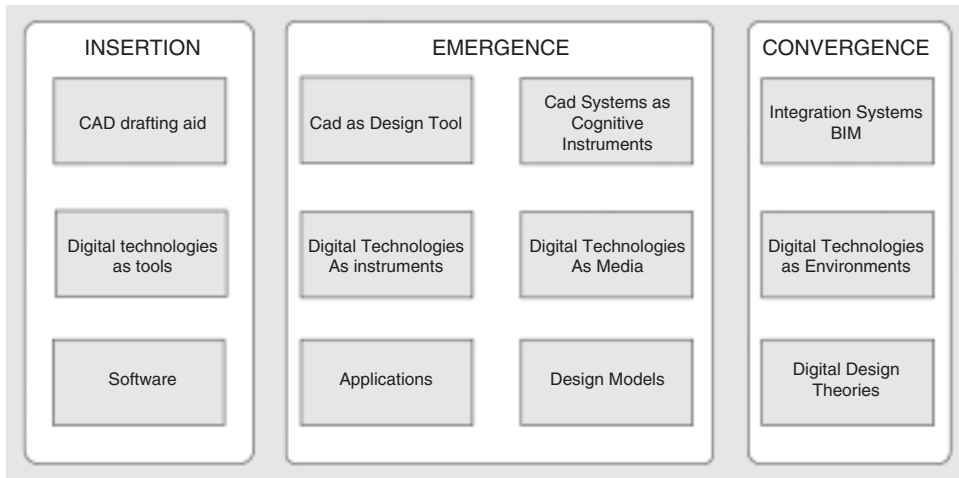 INSERTION
CAD drafting aid
Digital technologies
as tools
Software
EMERGENCE
Cad as Design Tool
Cad Systems as
Cognitive
Instruments
Digital Technologies
As instruments
Digital Technologies
As Media
Applications
Design Models
CONVERGENCE
Integration Systems
BIM
Digital Technologies
as Environments
Digital Design
Theories